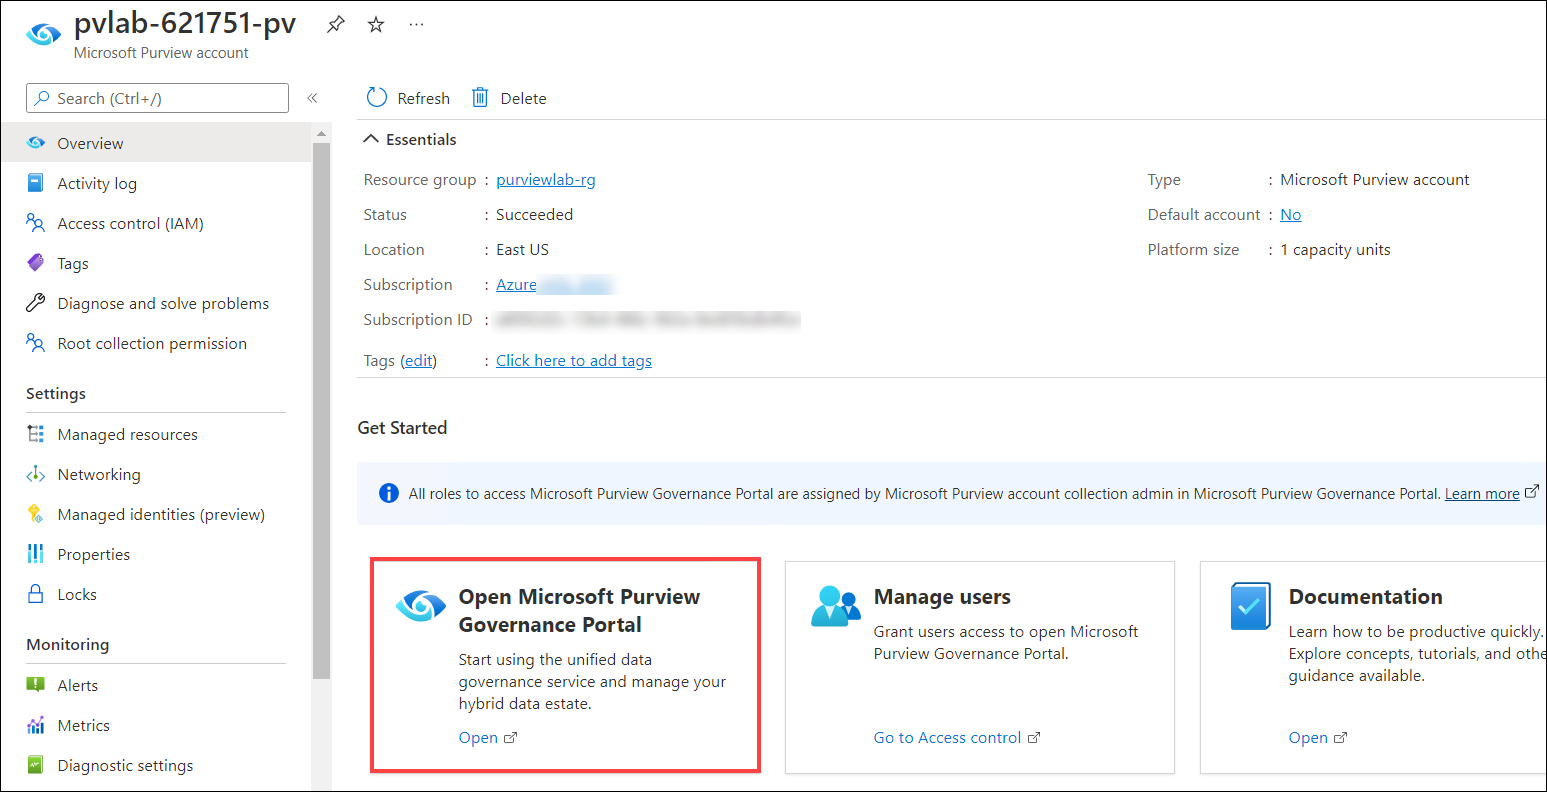 pvlab-621751-pv
Microsoft Purview account
Search (Ctrl+/)
Overview
Activity log
Access control (IAM)
Tags
Diagnose and solve problems
Root collection permission
Settings
Managed resources
Networking
Managed identities (preview)
Properties
Locks
Monitoring
Alerts
Metrics
Diagnostic settings
Refresh
Delete
Essentials
Resource group : purviewlab-rg
Status : Succeeded
Location : East US
Subscription : Azure
Subscription ID :
Tags (edit) : Click here to add tags
Type : Microsoft Purview account
Default account : No
Platform size : 1 capacity units
Get Started
All roles to access Microsoft Purview Governance Portal are assigned by Microsoft Purview account collection admin in Microsoft Purview Governance Portal. Learn more
Open Microsoft Purview
Governance Portal
Start using the unified data
governance service and manage your
hybrid data estate.
Open
Manage users
Grant users access to open Microsoft
Purview Governance Portal.
Go to Access control
Documentation
Learn how to be productive quickly.
Explore concepts, tutorials, and othe
guidance available.
Open